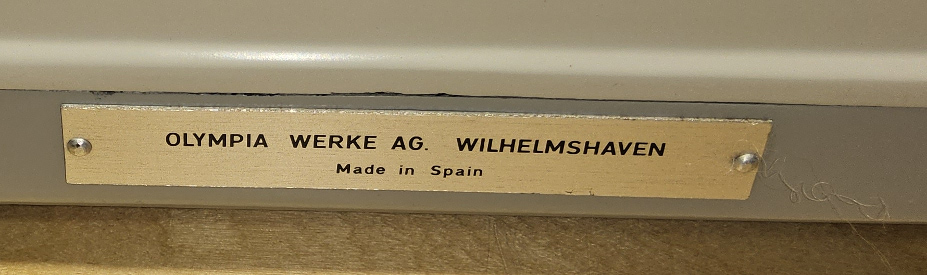 OLYMPIA WERKE AG. WILHELMSHAVEN
Made in Spain